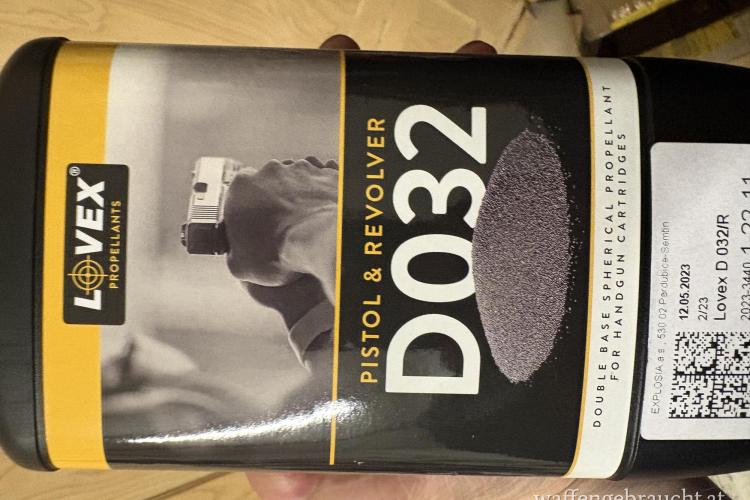 LOVEX®
PROPELLANTS
PISTOL & REVOLVER
D032
DOUBLE BASE SPHERICAL PROPELLANT
FOR HANDGUN CARTRIDGES
EXPLOSIA a.s., 530 02 Pardubice-Semtín
12.05.2023
2/23
Lovex D 032/R
waffengebraucht.at